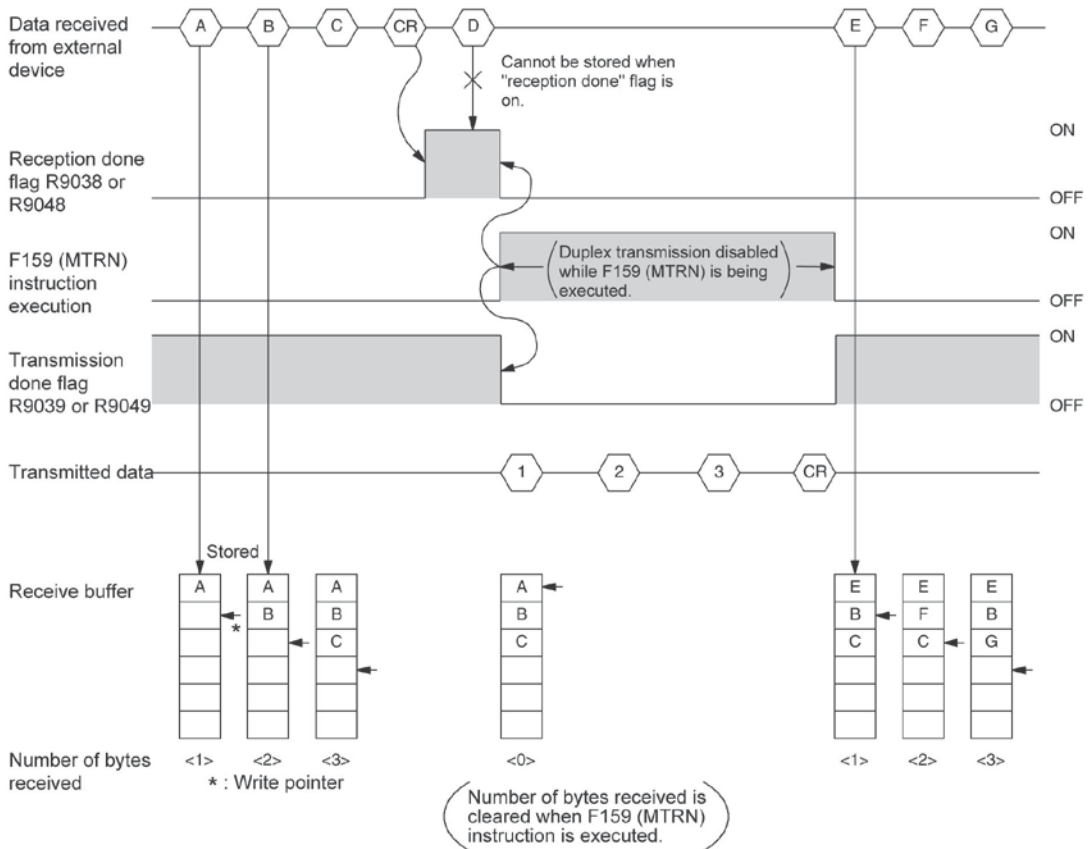 Data received
from external
device
A B C CR D E F G
Cannot be stored when
"reception done" flag is
on.
ON
Reception done
flag R9038 or
R9048
OFF
ON
F159 (MTRN)
instruction
execution
Duplex transmission disabled
while F159 (MTRN) is being
executed.
OFF
ON
Transmission
done flag
R9039 or R9049
OFF
Transmitted data
1 2 3 CR
Stored
Receive buffer
A A A A E E E
* B B B B F B
C C C C G
Number of bytes
received
<1> <2> <3> <0> <1> <2> <3>
* : Write pointer
(Number of bytes received is
cleared when F159 (MTRN)
instruction is executed.)